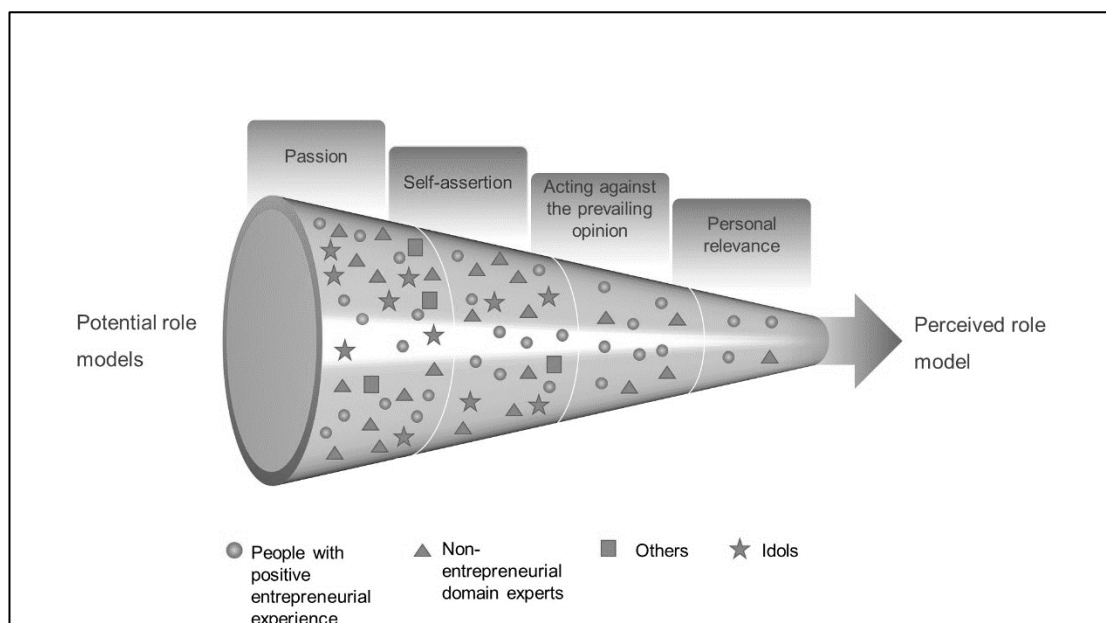 Passion
Self-assertion
Acting against
the prevailing
opinion
Personal
relevance
Potential role
models
Perceived role
model
People with
positive
entrepreneurial
experience
Non-
entrepreneurial
domain experts
Others
Idols